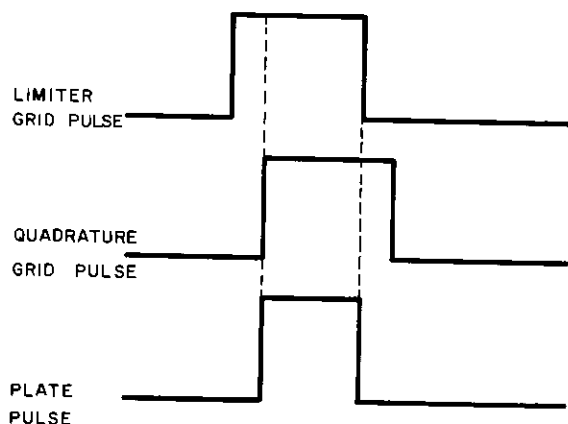 LIMITER
GRID PULSE
QUADRATURE
GRID PULSE
PLATE
PULSE